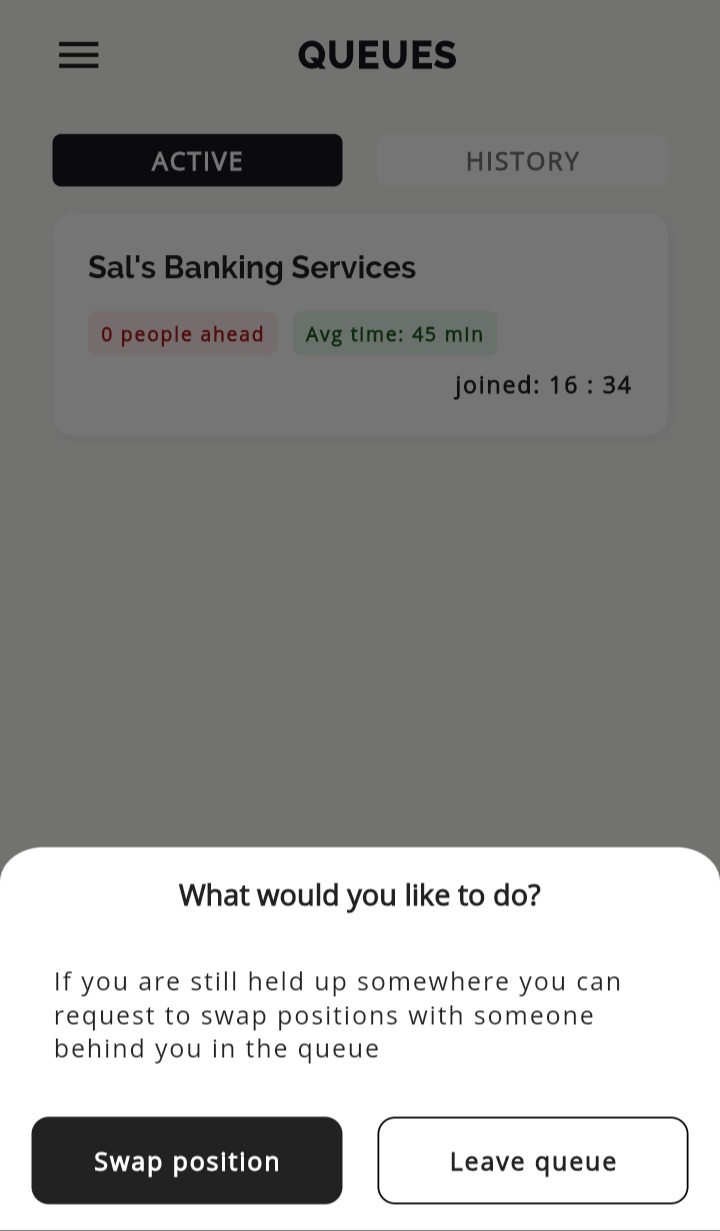 QUEUES
ACTIVE
HISTORY
Sal's Banking Services
0 people ahead
Avg time: 45 min
joined: 16 : 34
What would you like to do?
If you are still held up somewhere you can
request to swap positions with someone
behind you in the queue
Swap position
Leave queue